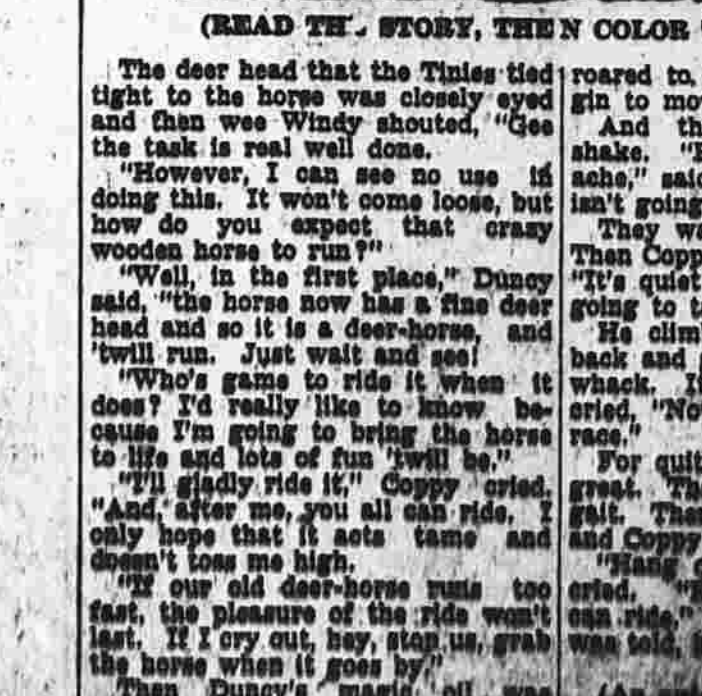 (READ TH STORY, THEN COLOR
The deer head that the Tinies tied
tight to the horse was closely eyed
and then wee Windy shouted, "Gee
the task is real well done.
"However, I can see no use in
doing this. It won't come loose, but
how do you expect that crazy
wooden horse to run?"
"Well, in the first place," Duncy
said, "the horse now has a fine deer
head and so it is a deer-horse, and
'twill run. Just wait and see!
"Who's game to ride it when it
does? I'd really like to know be-
cause I'm going to bring the horse
to life and lots of fun 'twill be."
"I'll gladly ride it," Coppy cried.
"And, after me, you all can ride. I
only hope that it acts tame and
doesn't toss me high.
"If our old deer-horse runs too
fast, the pleasure of the ride won't
last. If I cry out, hey, stop us, grab
the horse when it goes by."
Then Duncy's magic oil was
roared to.
gin to mo
And th
shake. "
ache," said
isn't going
They we
Then Copp
"It's quiet
going to t
He clim
back and
whack. I
cried, "No
race."
For quit
great. Th
gait. Then
and Coppy
"Hang
cried. "
can ride,"
was told,